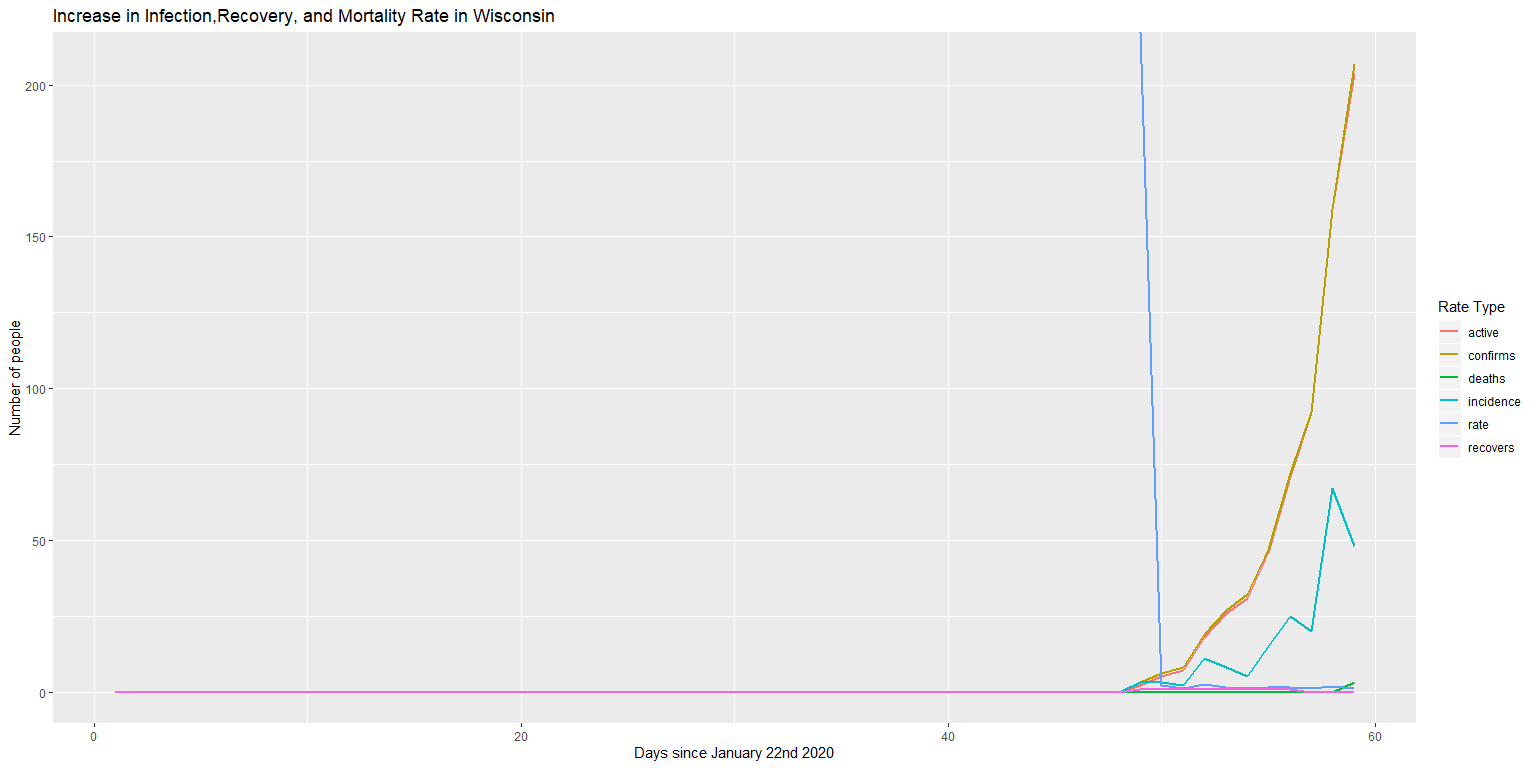 Increase in Infection,Recovery, and Mortality Rate in Wisconsin
200
150
100
50
0
Number of people
0
20
40
60
Days since January 22nd 2020
Rate Type
active
confirms
deaths
incidence
rate
recovers